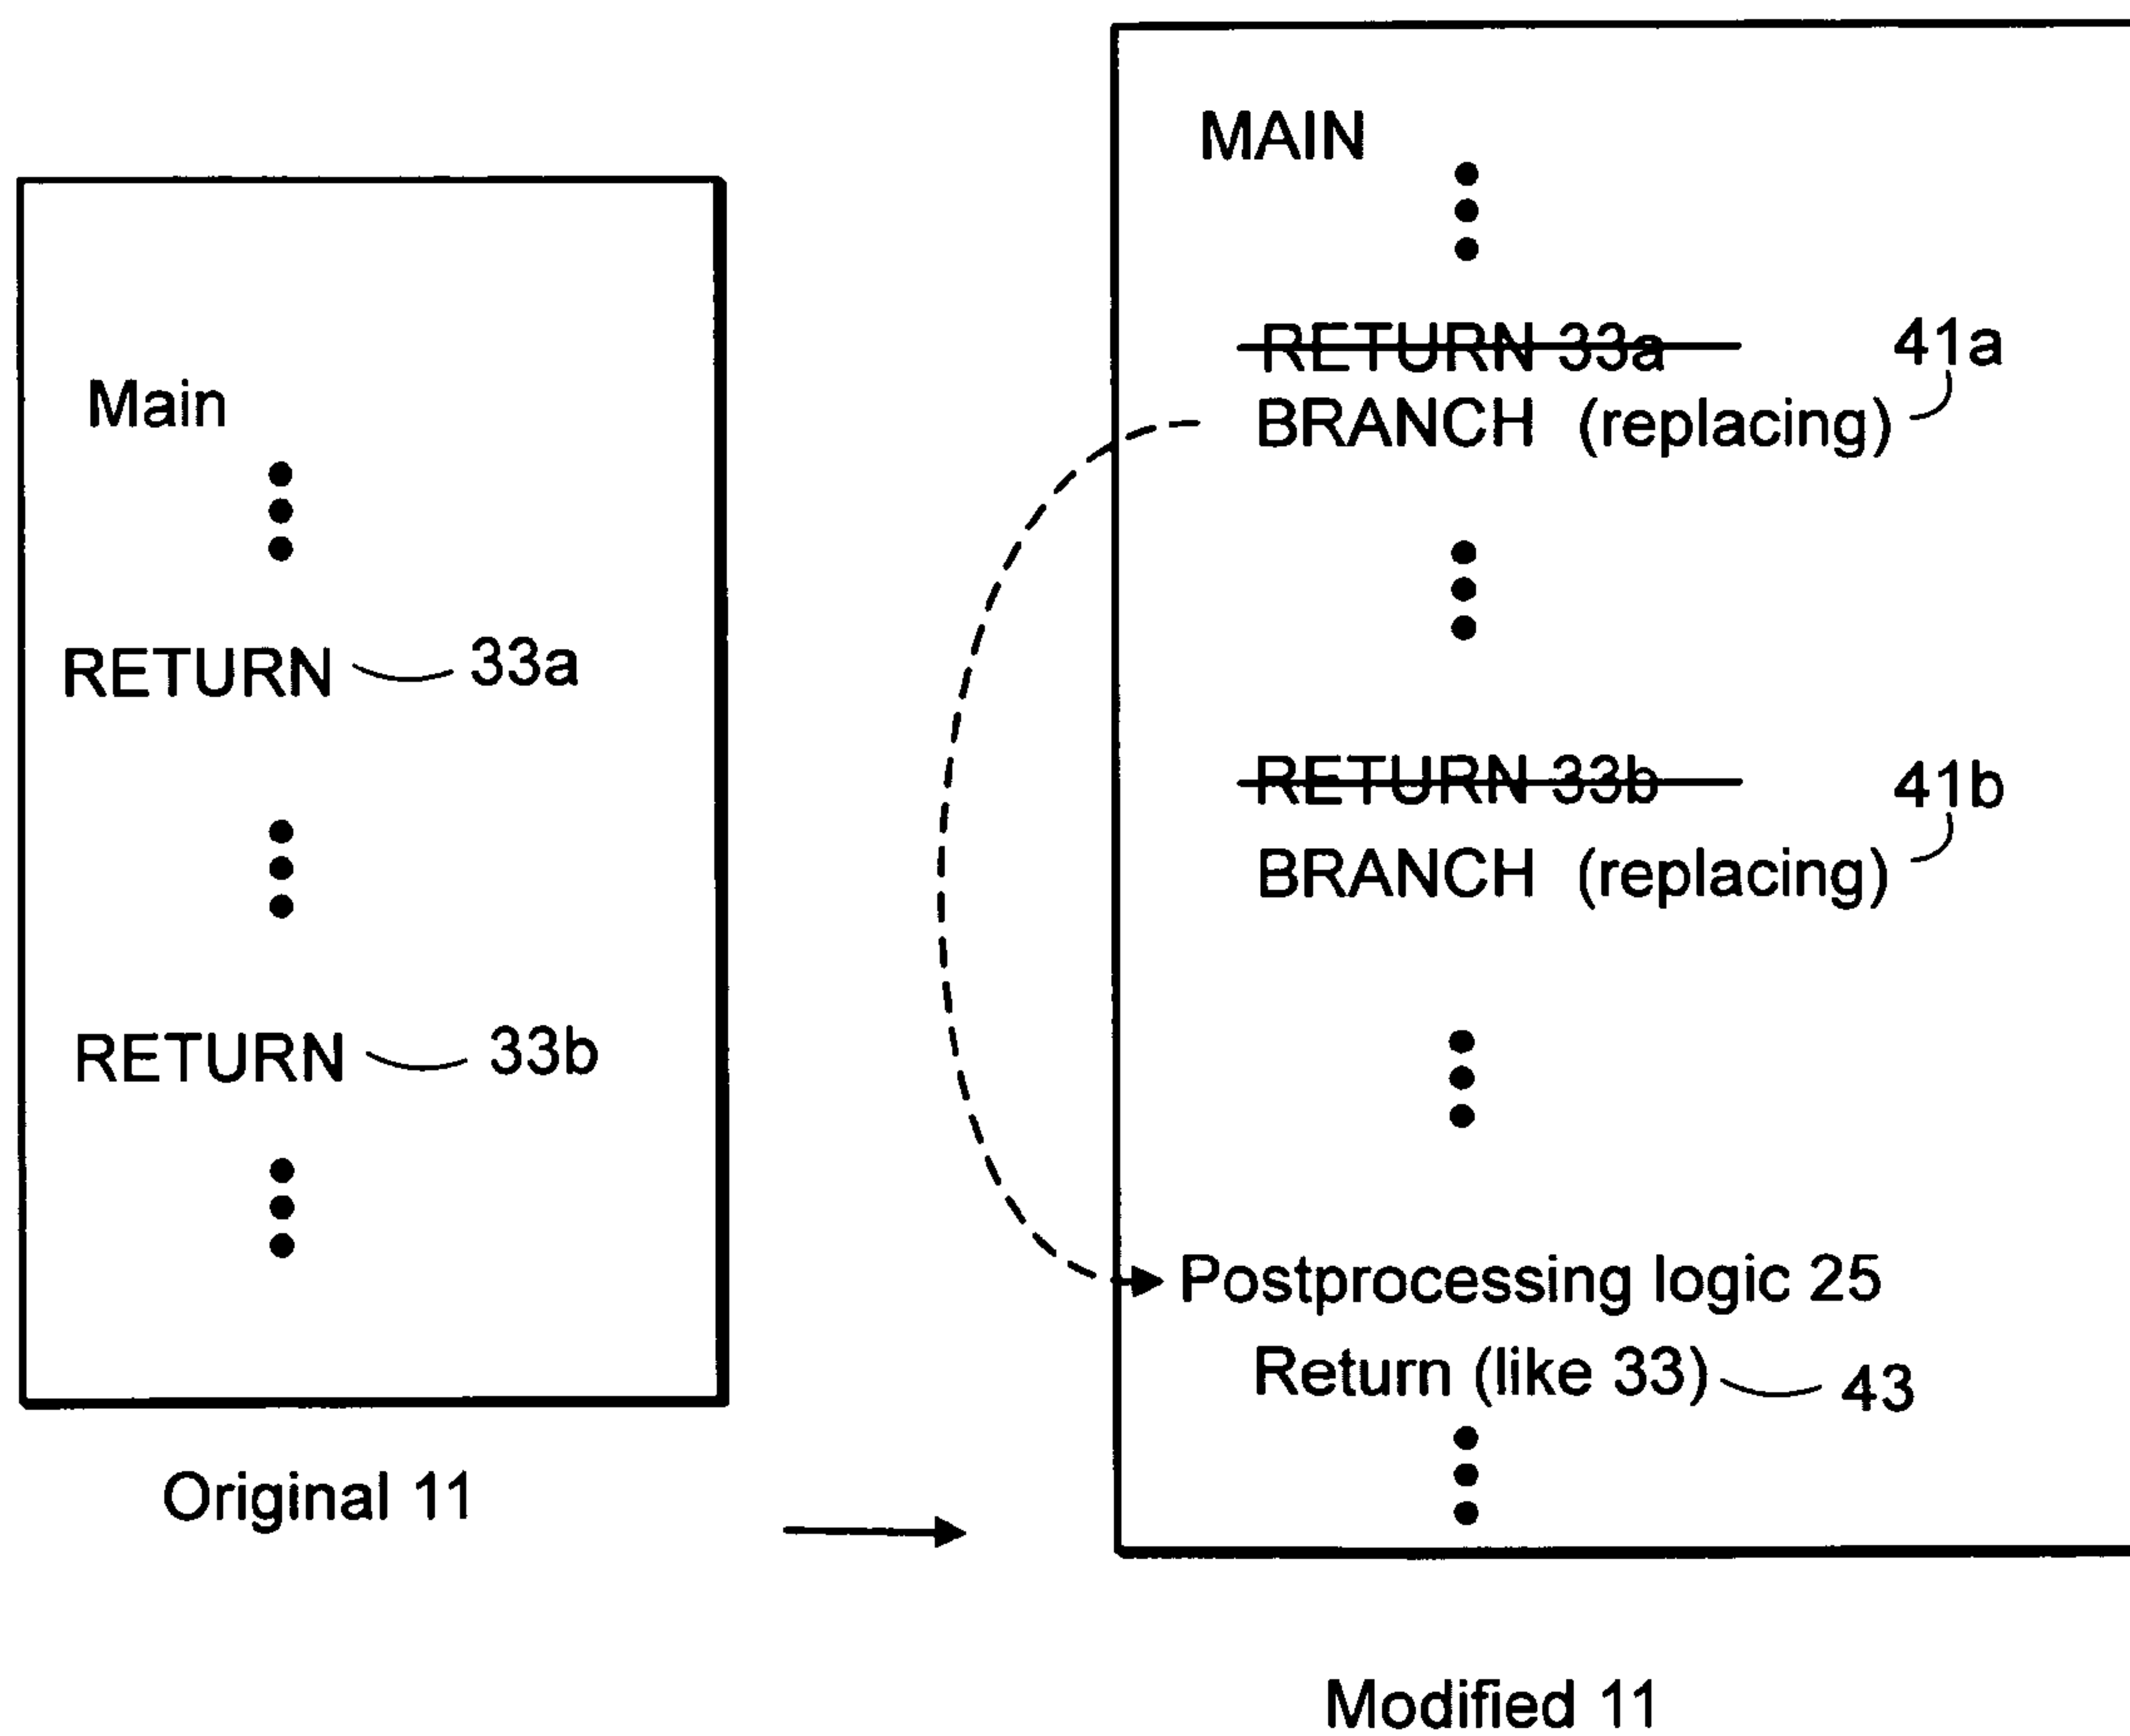 Main
RETURN 33a
RETURN 33b
Original 11
MAIN
RETURN 33a
41a
BRANCH (replacing)
RETURN 33b
41b
BRANCH (replacing)
Postprocessing logic 25
Return (like 33) 43
Modified 11